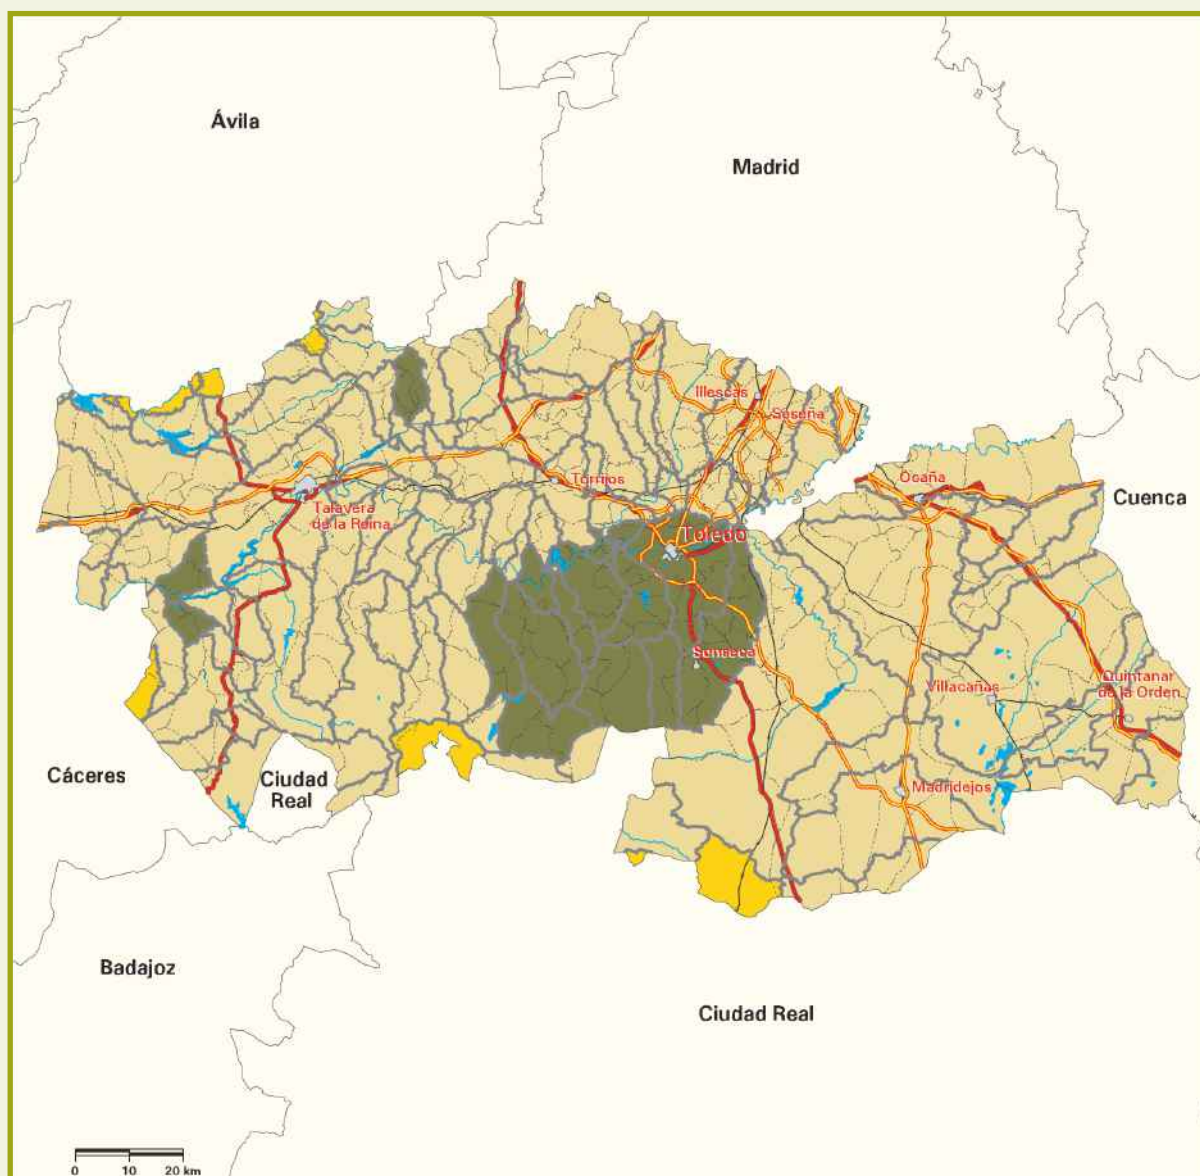 Ávila
Madrid
Illescas
Seseña
Ocaña
Cuenca
Torrijos
Talavera
de la Reina
Toledo
Sonseca
Villacañas
Quintanar
de la Orden
Cáceres
Ciudad
Real
Madridejos
Badajoz
Ciudad Real
0 10 20 km